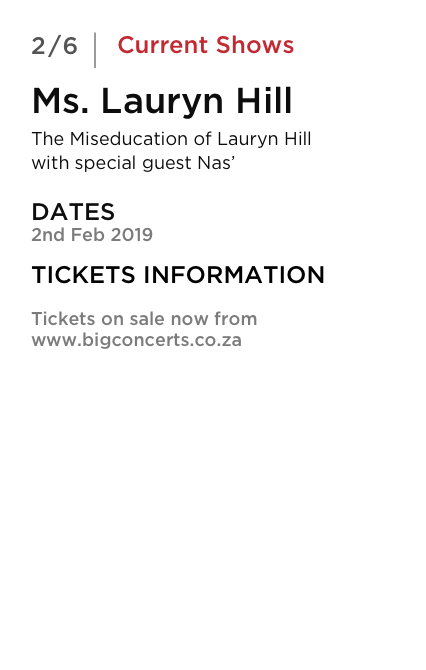 2/6 | Current Shows
Ms. Lauryn Hill
The Miseducation of Lauryn Hill
with special guest Nas’
DATES
2nd Feb 2019
TICKETS INFORMATION
Tickets on sale now from
www.bigconcerts.co.za